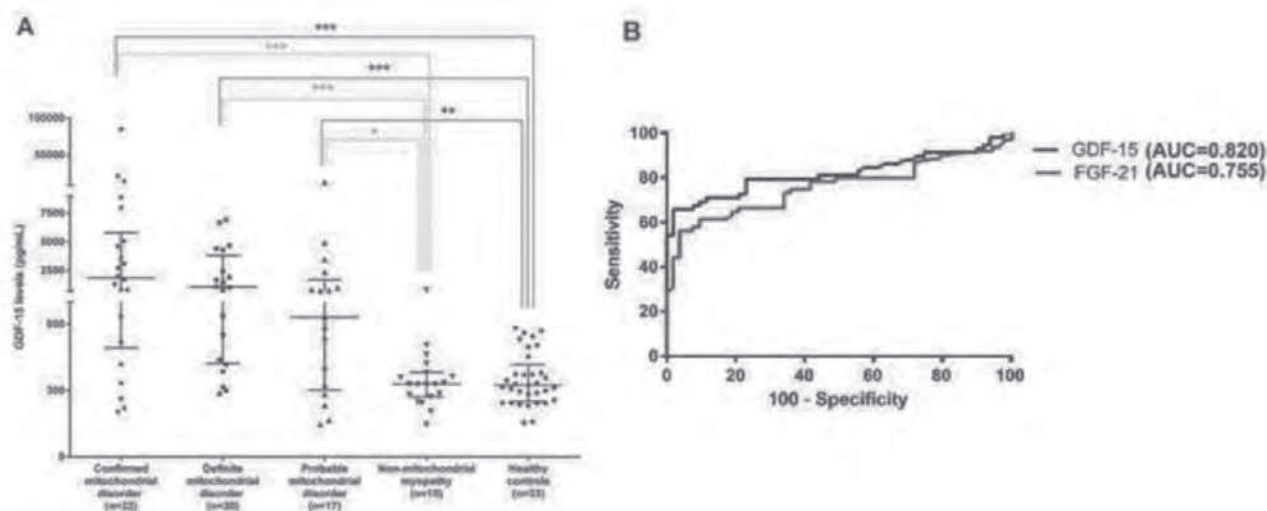 A
***
***
***
***
**
*
GDF-15 levels (pg/mL)
100000
50000
7500
5000
2500
0
Confirmed
mitochondrial
disorder
Definite
mitochondrial
disorder
Probable
mitochondrial
disorder
(n=17)
Non-mitochondrial
myopathy
Healthy
controls
B
Sensitivity
100
80
60
40
20
0
0 20 40 60 80 100
100 - Specificity
GDF-15 (AUC=0.820)
FGF-21 (AUC=0.755)